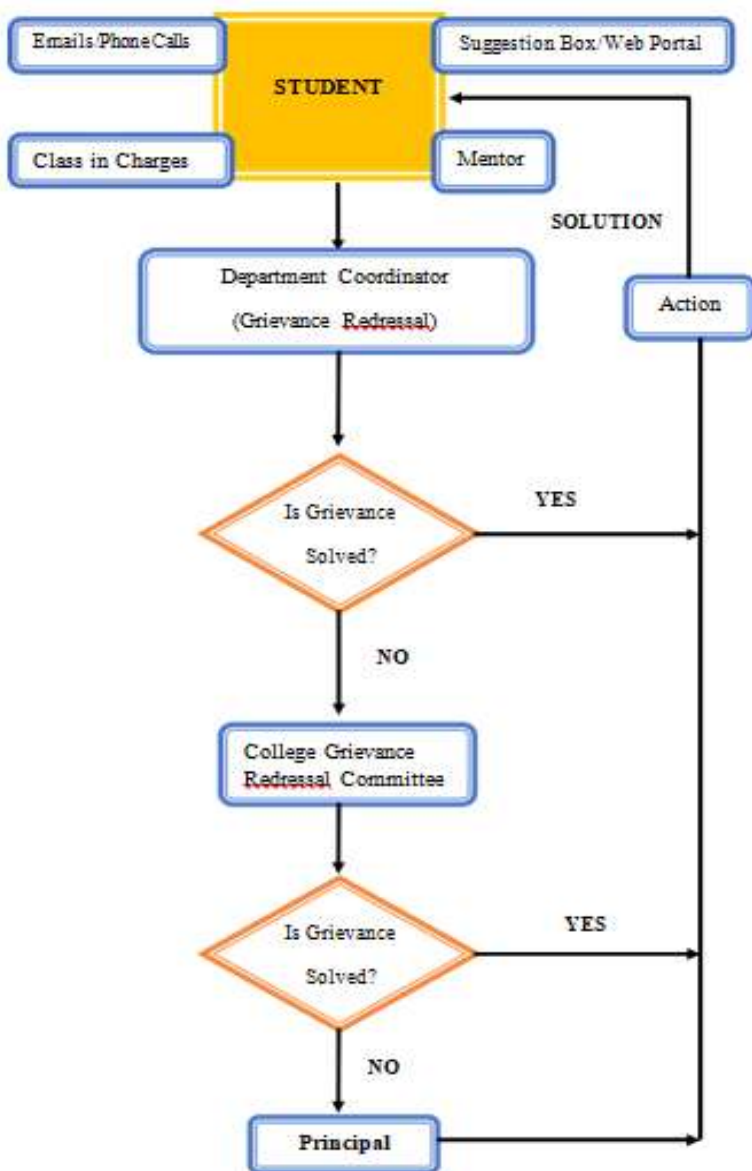 Emails/Phone Calls
Suggestion Box/Web Portal
STUDENT
Class in Charges
Mentor
SOLUTION
Department Coordinator
(Grievance Redressal)
Action
Is Grievance
Solved?
YES
NO
College Grievance
Redressal Committee
Is Grievance
Solved?
YES
NO
Principal